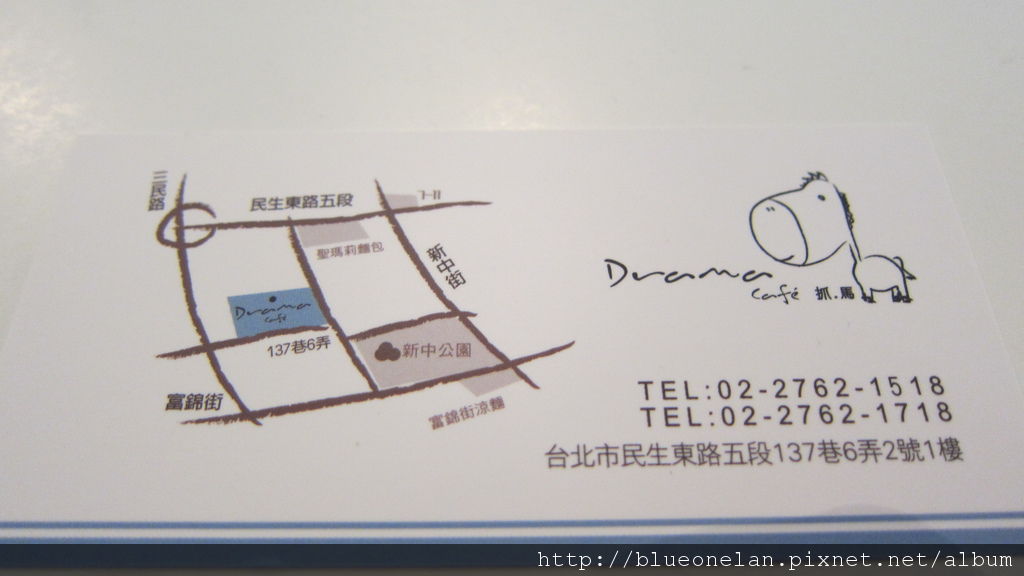 三民路
民生東路五段
7-11
聖瑪莉麵包
新中街
Drama
Café
137巷6弄
新中公園
富錦街
富錦街涼麵
Drama
Café 抓.馬
TEL:02-2762-1518
TEL:02-2762-1718
台北市民生東路五段137巷6弄2號1樓
http://blueonelan.pixnet.net/album